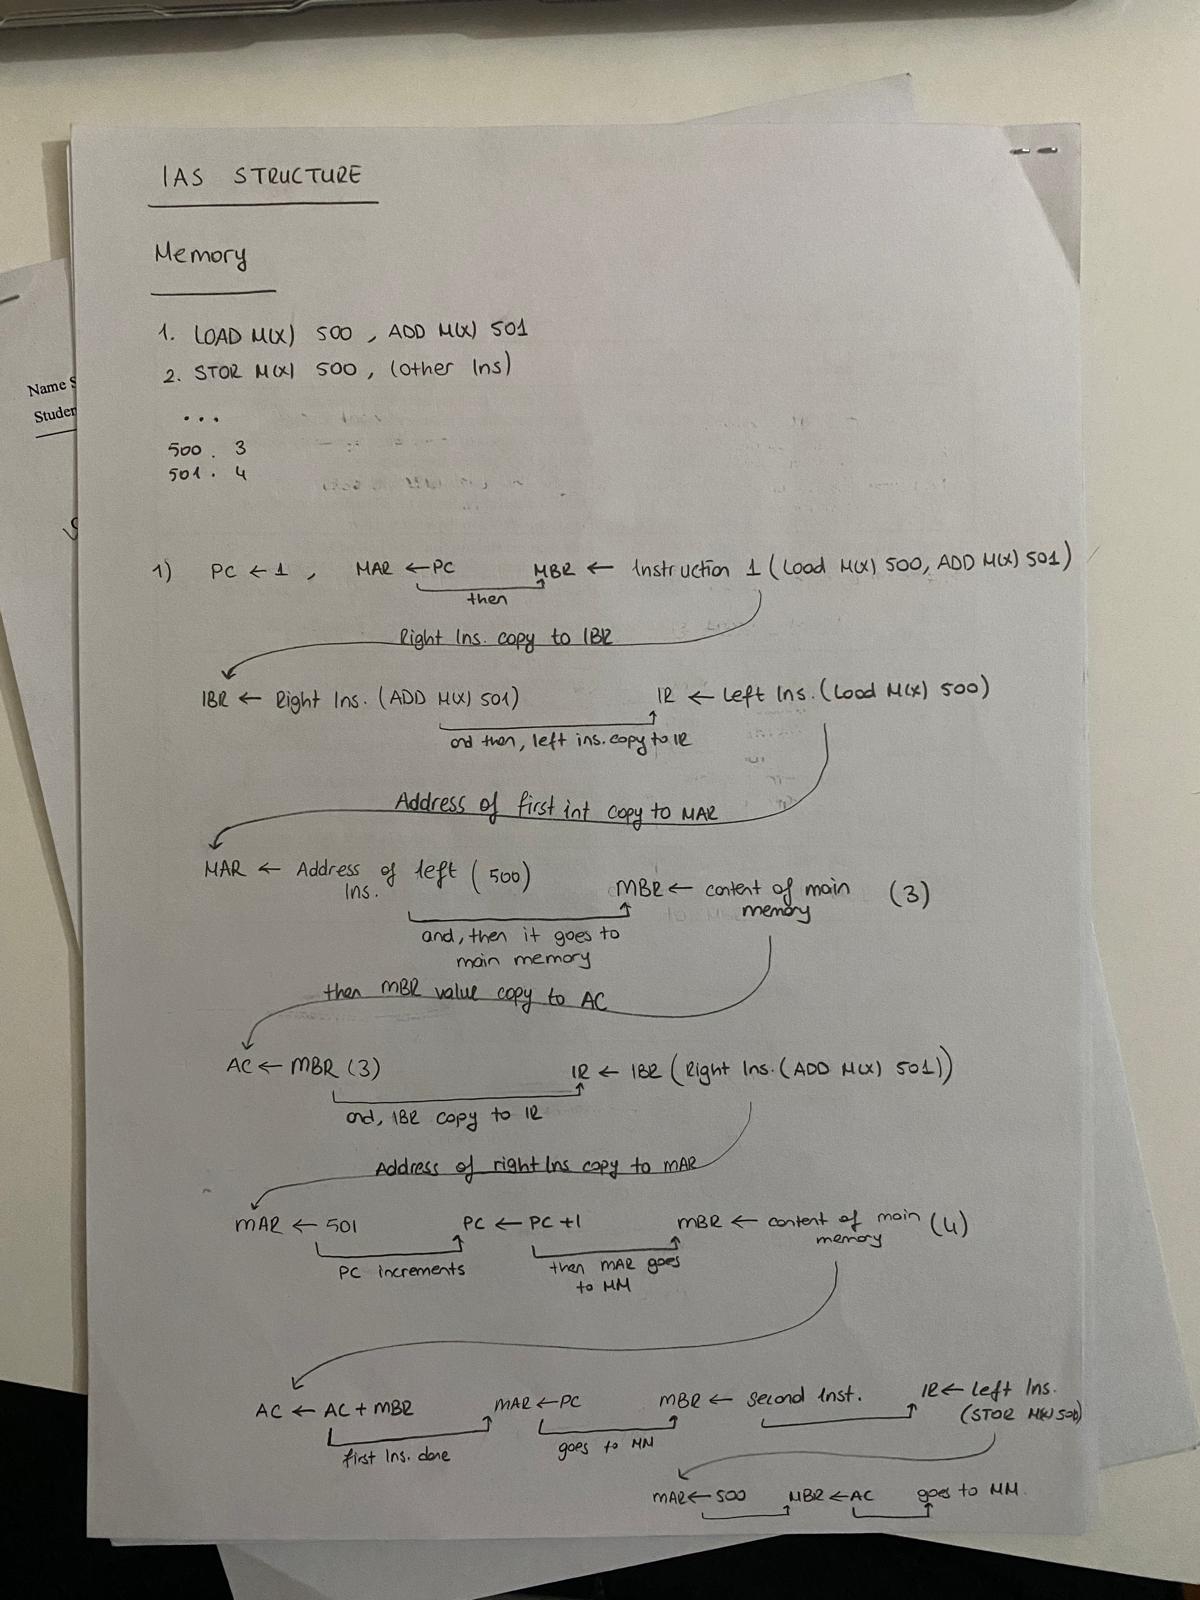 IAS STRUCTURE
Memory
1. LOAD M(X) 500 , ADD M(X) 501
2. STOR M(X) 500 , (Other Ins)
...
500 . 3
501 . 4
Name S
Studen
1) PC ← 1 , MAR ← PC MBR ← Instruction 1 (Load M(X) 500, ADD M(X) 501)
then
Right Ins. copy to IBR
IBR ← Right Ins. (ADD M(X) 501) IR ← Left Ins. (Load M(X) 500)
and then, left ins. copy to IR
Address of first int copy to MAR
MAR ← Address of left Ins. (500) MBR ← content of main memory (3)
and, then it goes to
main memory
then MBR value copy to AC
AC ← MBR (3) IR ← IBR (Right Ins. (ADD M(X) 501))
and, IBR copy to IR
Address of right Ins copy to MAR
MAR ← 501 PC ← PC +1 MBR ← content of main memory (4)
PC increments then MAR goes
to MM
AC ← AC + MBR MAR ← PC MBR ← second Inst. IR ← left Ins.
(STOR M(X) 500)
first Ins. done goes to MM
MAR ← 500 MBR ← AC goes to MM.